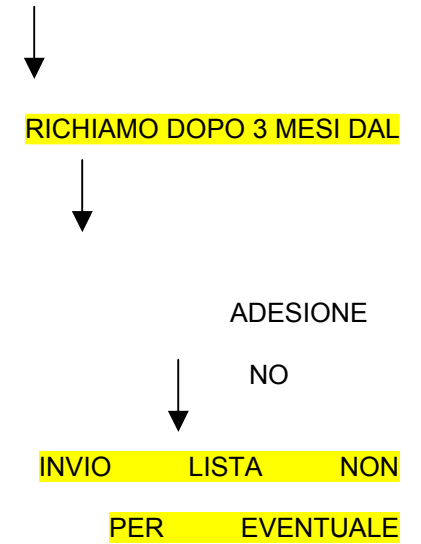 RICHIAMO DOPO 3 MESI DAL
ADESIONE
NO
INVIO LISTA NON
PER EVENTUALE